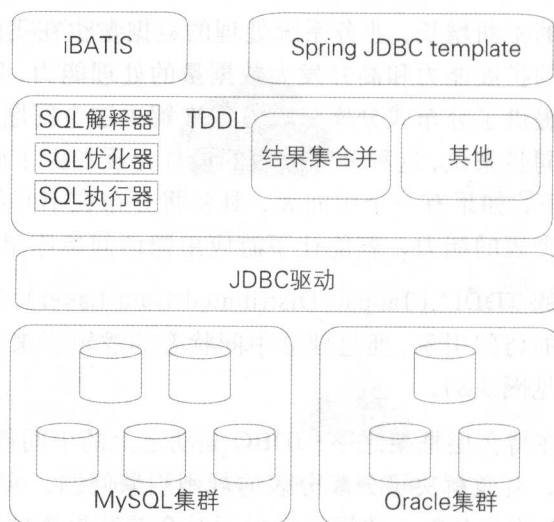 iBATIS
Spring JDBC template
SQL解释器
TDDL
SQL优化器
SQL执行器
结果集合并
其他
JDBC驱动
MySQL集群
Oracle集群